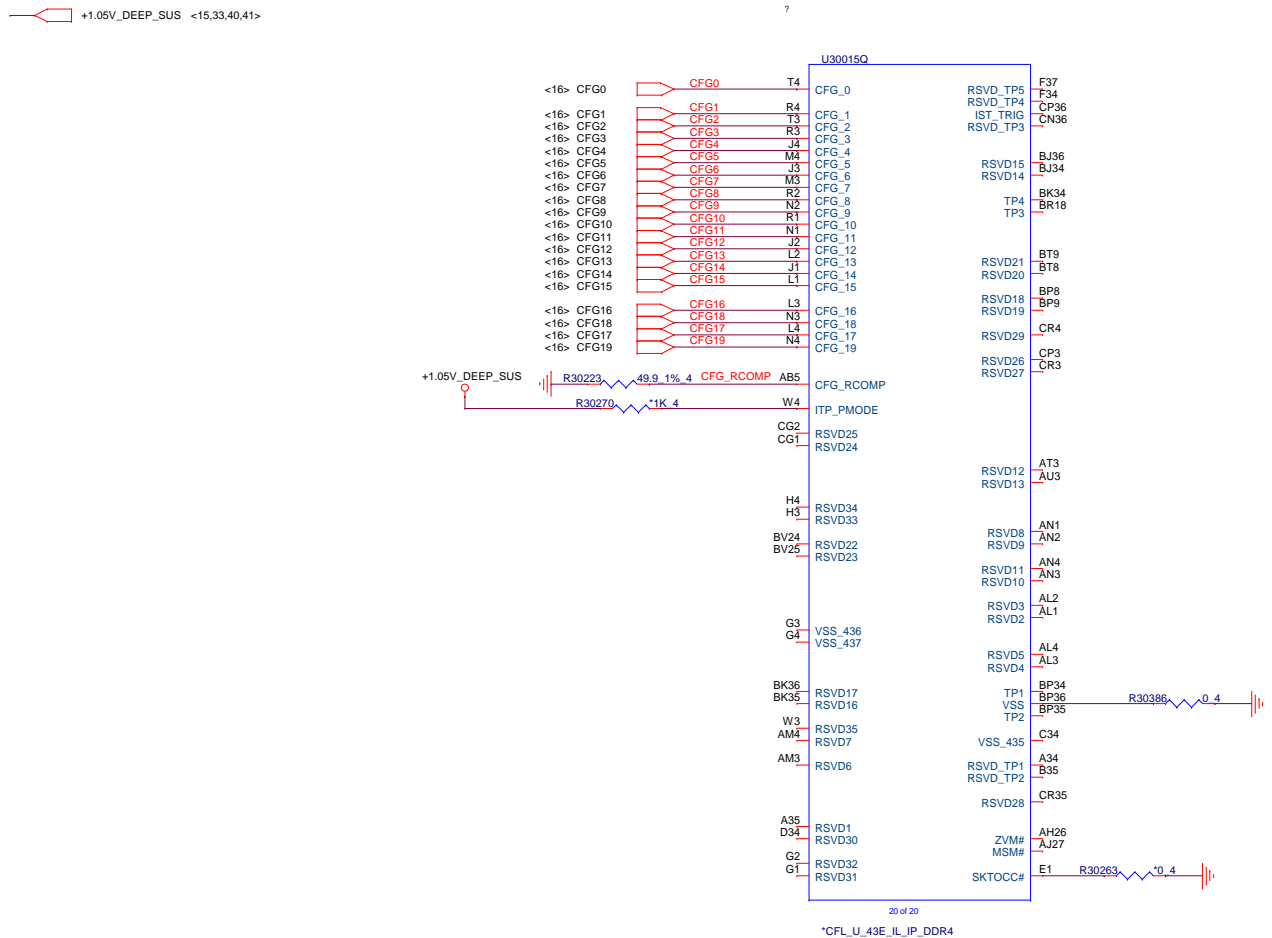 +1.05V_DEEP_SUS <15,33,40,41>
?
U30015Q
<16> CFG0 CFG0 T4 CFG_0 RSVD_TP5 F37
RSVD_TP4 F34
<16> CFG1 CFG1 R4 CFG_1 IST_TRIG CP36
<16> CFG2 CFG2 T3 CFG_2 RSVD_TP3 CN36
<16> CFG3 CFG3 R3 CFG_3
<16> CFG4 CFG4 J4 CFG_4
<16> CFG5 CFG5 M4 CFG_5 RSVD15 BJ36
<16> CFG6 CFG6 J3 CFG_6 RSVD14 BJ34
<16> CFG7 CFG7 M3 CFG_7
<16> CFG8 CFG8 R2 CFG_8 TP4 BK34
<16> CFG9 CFG9 N2 CFG_9 TP3 BR18
<16> CFG10 CFG10 R1 CFG_10
<16> CFG11 CFG11 N1 CFG_11
<16> CFG12 CFG12 J2 CFG_12
<16> CFG13 CFG13 L2 CFG_13 RSVD21 BT9
<16> CFG14 CFG14 J1 CFG_14 RSVD20 BT8
<16> CFG15 CFG15 L1 CFG_15
RSVD18 BP8
<16> CFG16 CFG16 L3 CFG_16 RSVD19 BP9
<16> CFG18 CFG18 N3 CFG_18
<16> CFG17 CFG17 L4 CFG_17 RSVD29 CR4
<16> CFG19 CFG19 N4 CFG_19
RSVD26 CP3
RSVD27 CR3
+1.05V_DEEP_SUS R30223 49.9_1%_4 CFG_RCOMP AB5 CFG_RCOMP
R30270 *1K_4 W4 ITP_PMODE
CG2 RSVD25
CG1 RSVD24
RSVD12 AT3
RSVD13 AU3
H4 RSVD34
H3 RSVD33
RSVD8 AN1
BV24 RSVD22 RSVD9 AN2
BV25 RSVD23
RSVD11 AN4
RSVD10 AN3
RSVD3 AL2
RSVD2 AL1
G3 VSS_436
G4 VSS_437
RSVD5 AL4
RSVD4 AL3
BK36 RSVD17 TP1 BP34
BK35 RSVD16 VSS BP36 R30386 0_4
TP2 BP35
W3 RSVD35
AM4 RSVD7 VSS_435 C34
AM3 RSVD6 RSVD_TP1 A34
RSVD_TP2 B35
RSVD28 CR35
A35 RSVD1
D34 RSVD30 ZVM# AH26
MSM# AJ27
G2 RSVD32
G1 RSVD31 SKTOCC# E1 R30263 *0_4
20 of 20
*CFL_U_43E_IL_IP_DDR4